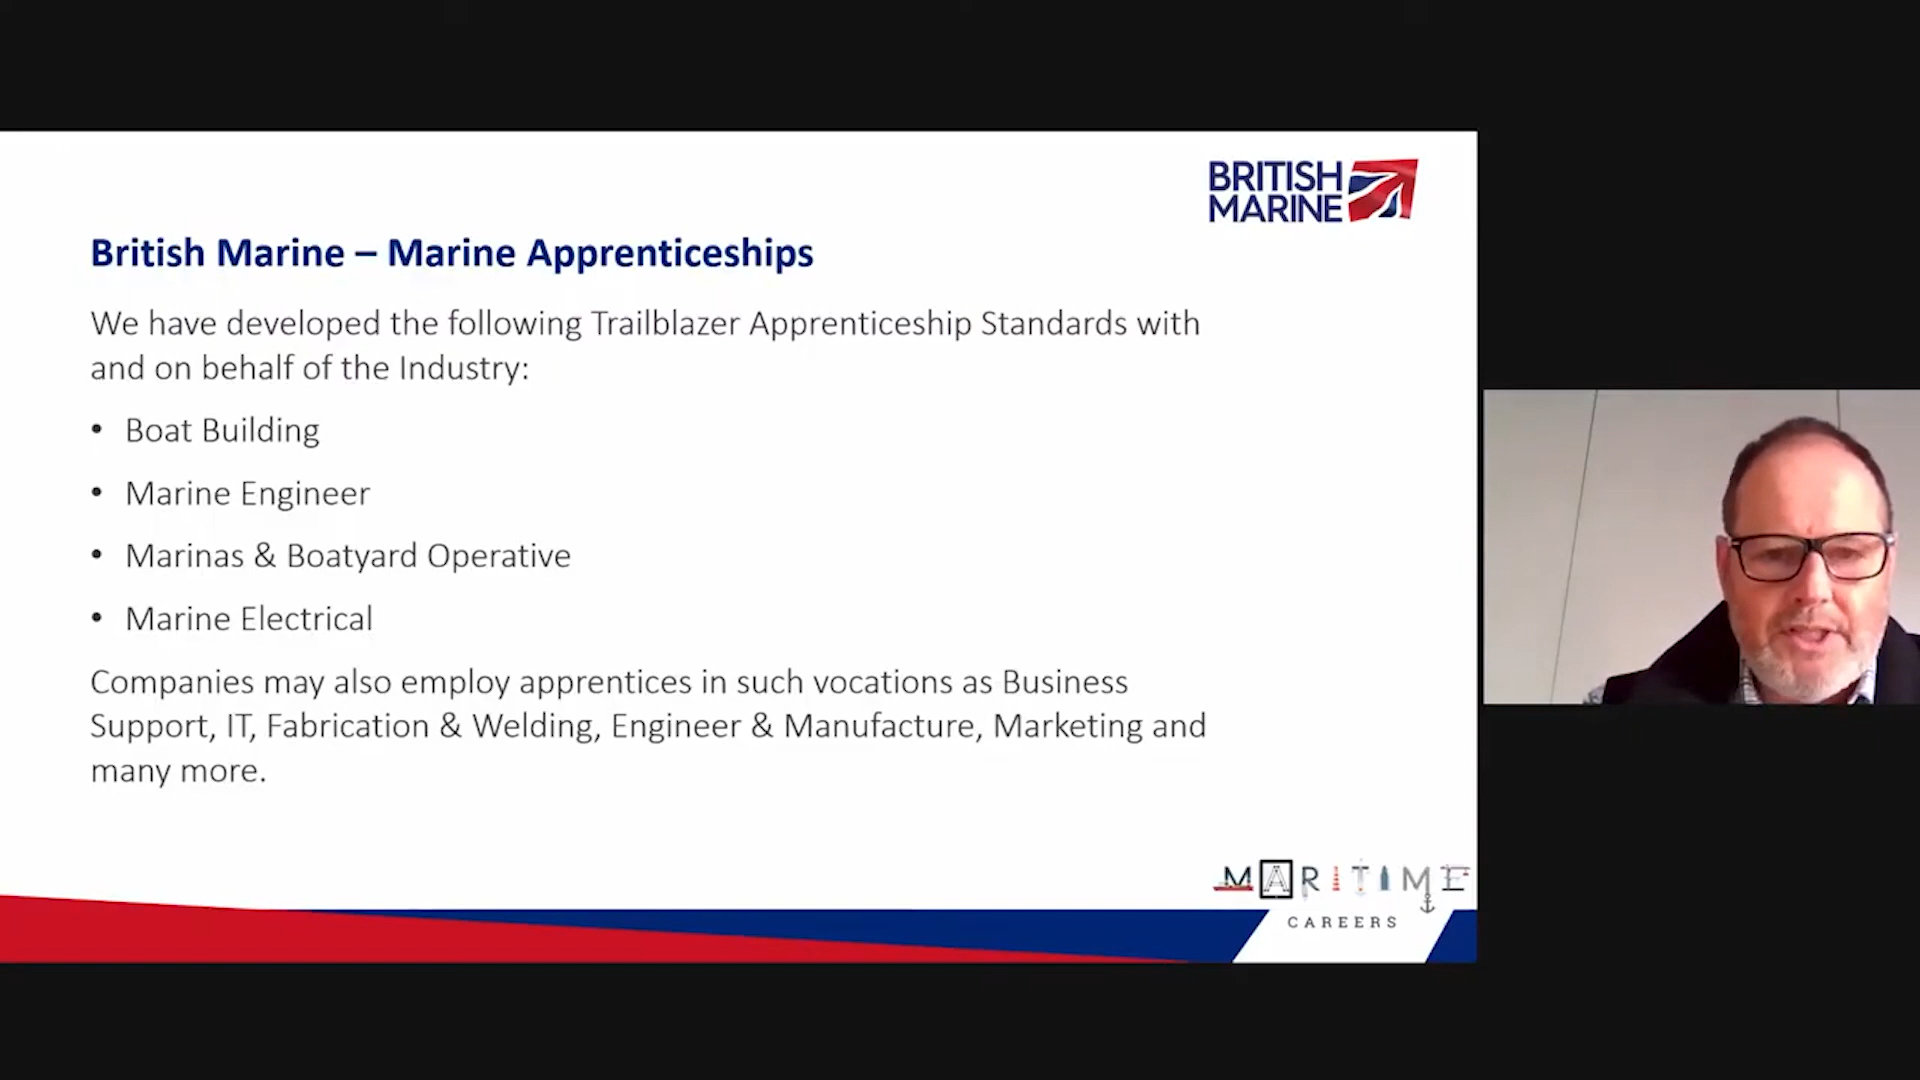 BRITISH
MARINE
British Marine – Marine Apprenticeships
We have developed the following Trailblazer Apprenticeship Standards with
and on behalf of the Industry:
• Boat Building
• Marine Engineer
• Marinas & Boatyard Operative
• Marine Electrical
Companies may also employ apprentices in such vocations as Business
Support, IT, Fabrication & Welding, Engineer & Manufacture, Marketing and
many more.
MARITIME
CAREERS